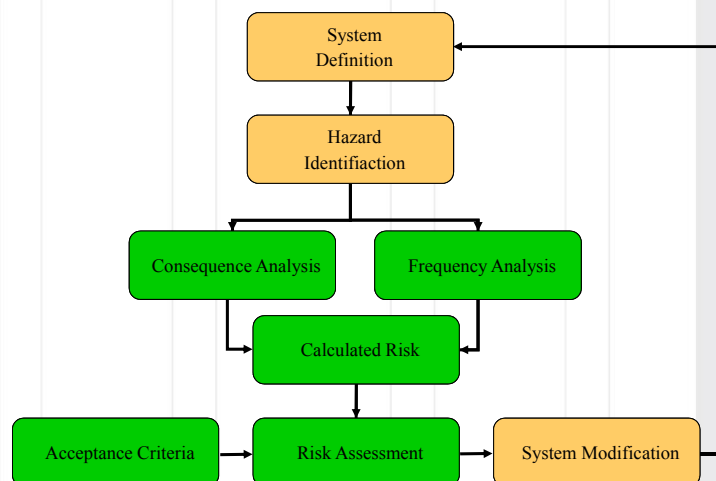 System
Definition
Hazard
Identifiaction
Consequence Analysis
Frequency Analysis
Calculated Risk
Acceptance Criteria
Risk Assessment
System Modification